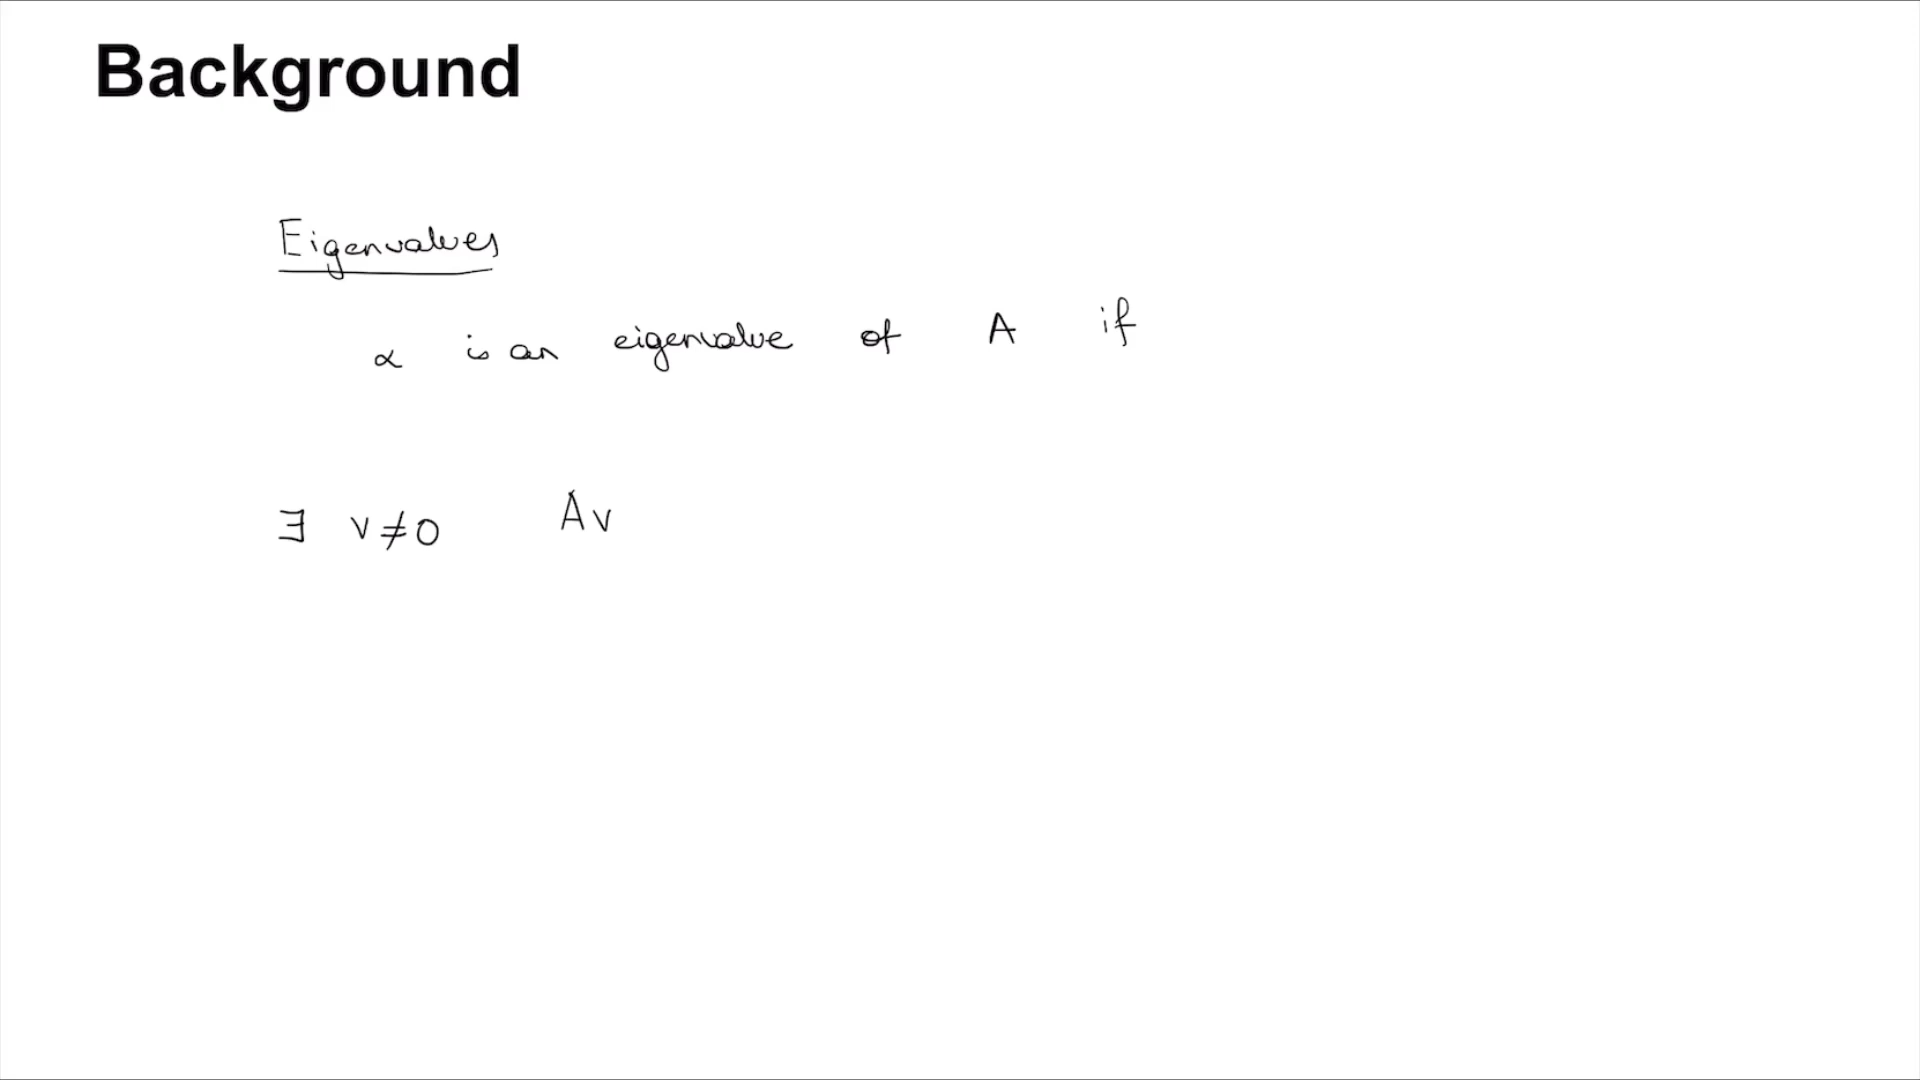 Background
Eigenvalues
α is an eigenvalue of A if
∃ v≠0 Av